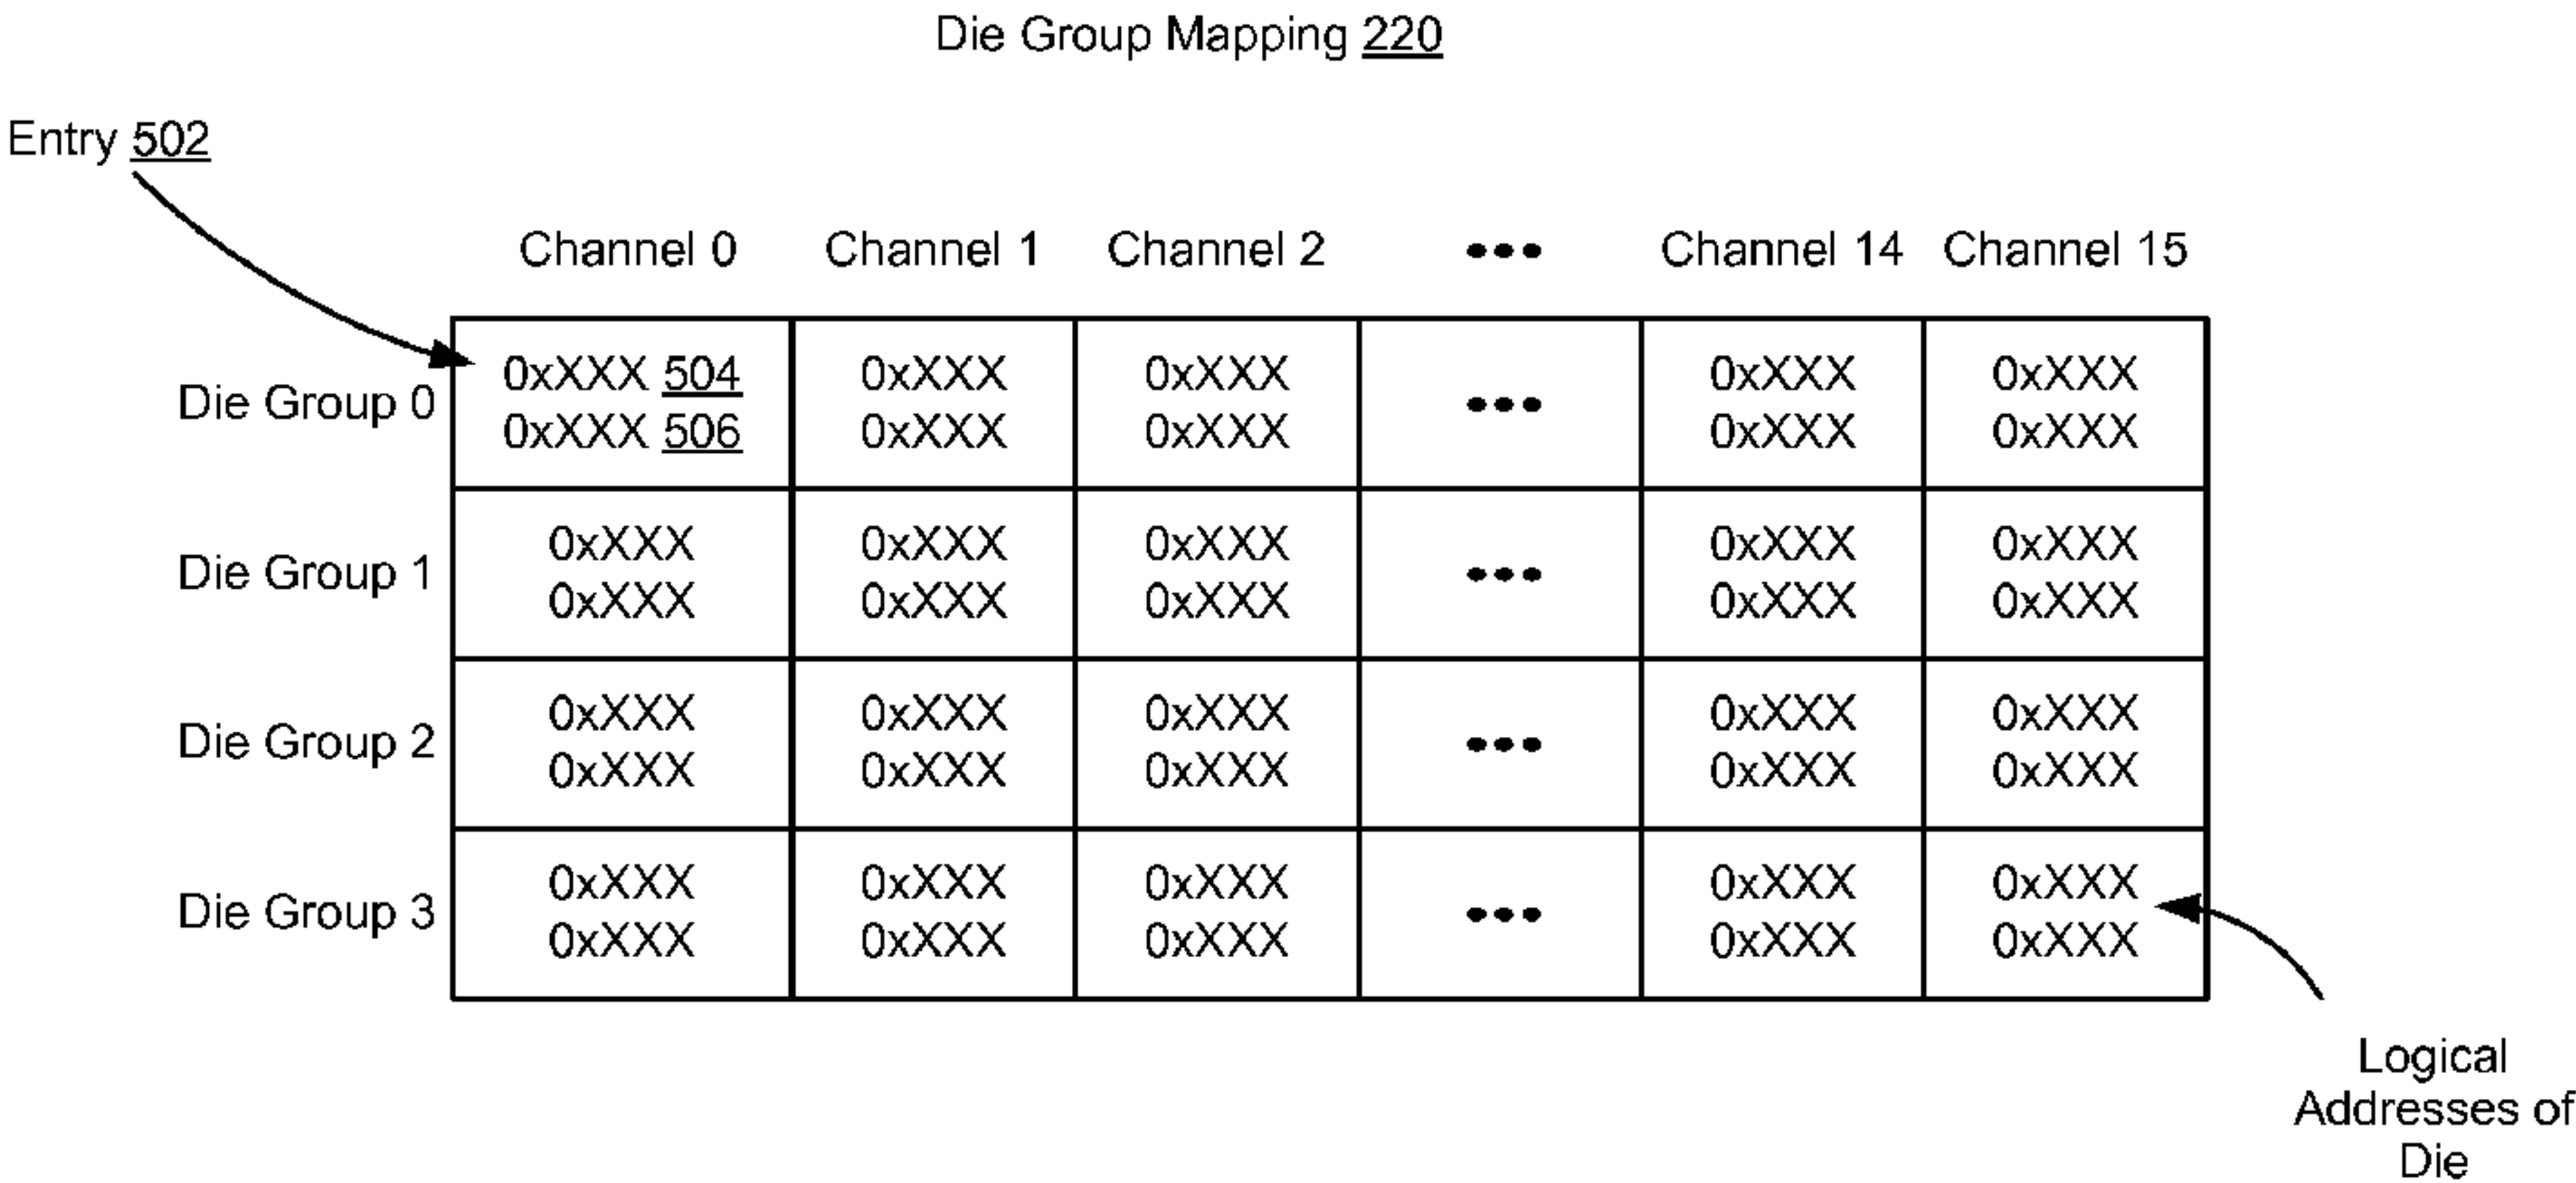 Die Group Mapping 220
Entry 502
Channel 0 Channel 1 Channel 2 ••• Channel 14 Channel 15
Die Group 0
0xXXX 504 0xXXX 0xXXX ••• 0xXXX 0xXXX
0xXXX 506 0xXXX 0xXXX 0xXXX 0xXXX
Die Group 1
0xXXX 0xXXX 0xXXX ••• 0xXXX 0xXXX
0xXXX 0xXXX 0xXXX 0xXXX 0xXXX
Die Group 2
0xXXX 0xXXX 0xXXX ••• 0xXXX 0xXXX
0xXXX 0xXXX 0xXXX 0xXXX 0xXXX
Die Group 3
0xXXX 0xXXX 0xXXX ••• 0xXXX 0xXXX
0xXXX 0xXXX 0xXXX 0xXXX 0xXXX
Logical
Addresses of
Die